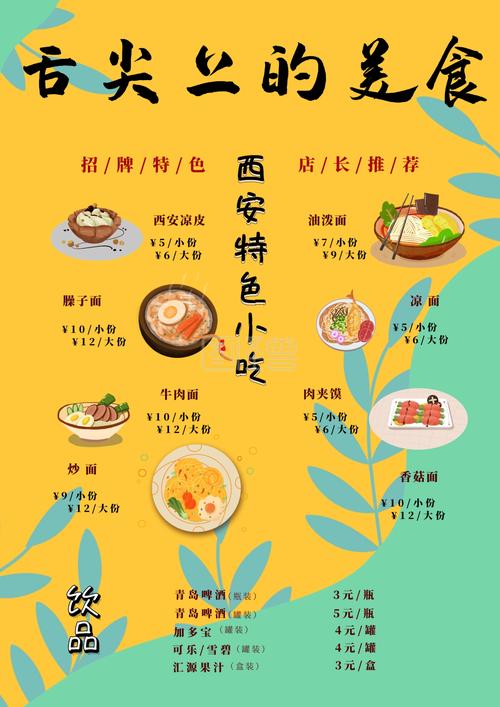 舌尖上的美食
招/牌/特/色
西安特色小吃
店/长/推/荐
西安凉皮
¥5/小份
¥6/大份
油泼面
¥7/小份
¥9/大份
臊子面
¥10/小份
¥12/大份
凉面
¥5/小份
¥6/大份
牛肉面
¥10/小份
¥12/大份
肉夹馍
¥5/小份
¥6/大份
炒面
¥9/小份
¥12/大份
香菇面
¥10/小份
¥12/大份
饮品
青岛啤酒(瓶装) 3元/瓶
青岛啤酒(罐装) 5元/瓶
加多宝(罐装) 4元/罐
可乐/雪碧(罐装) 4元/罐
汇源果汁(盒装) 3元/盒